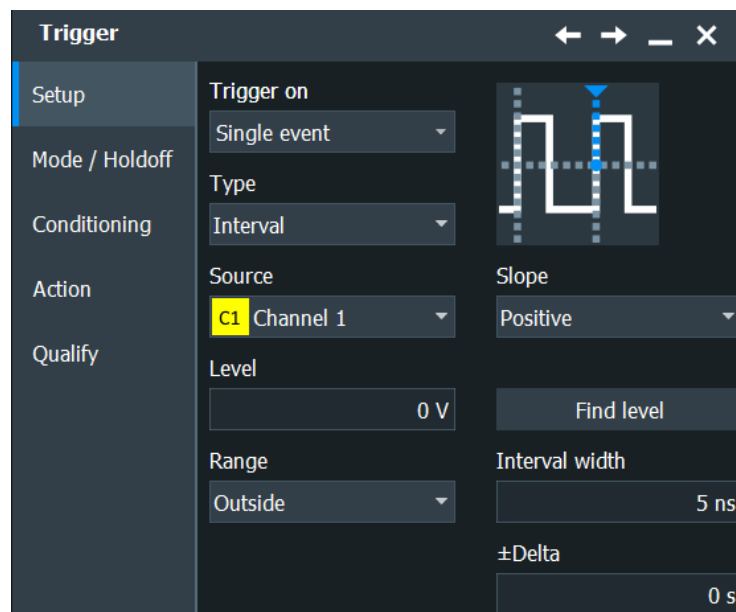 Trigger
Setup
Mode / Holdoff
Conditioning
Action
Qualify
Trigger on
Single event
Type
Interval
Source
C1 Channel 1
Slope
Positive
Level
0 V
Find level
Range
Outside
Interval width
5 ns
±Delta
0 s